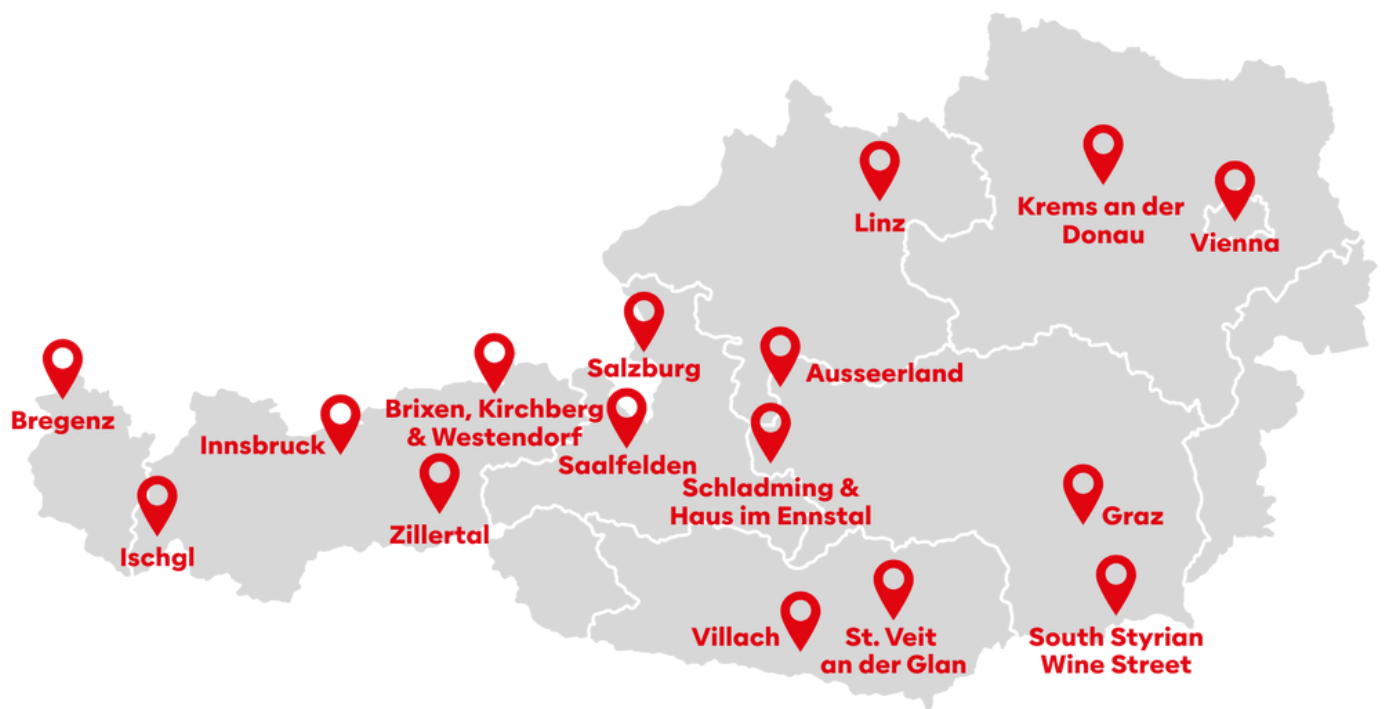 Linz
Krems an der
Donau
Vienna
Salzburg
Ausseerland
Bregenz
Brixen, Kirchberg
& Westendorf
Innsbruck
Saalfelden
Schladming &
Haus im Ennstal
Zillertal
Ischgl
Graz
Villach
St. Veit
an der Glan
South Styrian
Wine Street